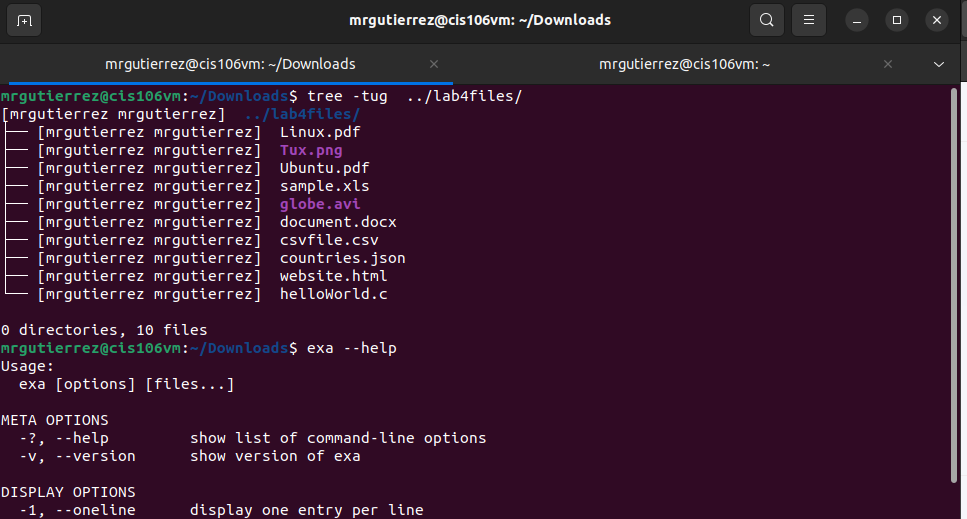 mrgutierrez@cis106vm: ~/Downloads
mrgutierrez@cis106vm: ~/Downloads
mrgutierrez@cis106vm: ~
mrgutierrez@cis106vm:~/Downloads$ tree -tug  ../lab4files/
[mrgutierrez mrgutierrez]  ../lab4files/
├── [mrgutierrez mrgutierrez]  Linux.pdf
├── [mrgutierrez mrgutierrez]  Tux.png
├── [mrgutierrez mrgutierrez]  Ubuntu.pdf
├── [mrgutierrez mrgutierrez]  sample.xls
├── [mrgutierrez mrgutierrez]  globe.avi
├── [mrgutierrez mrgutierrez]  document.docx
├── [mrgutierrez mrgutierrez]  csvfile.csv
├── [mrgutierrez mrgutierrez]  countries.json
├── [mrgutierrez mrgutierrez]  website.html
└── [mrgutierrez mrgutierrez]  helloWorld.c
0 directories, 10 files
mrgutierrez@cis106vm:~/Downloads$ exa --help
Usage:
  exa [options] [files...]
META OPTIONS
  -?, --help         show list of command-line options
  -v, --version      show version of exa
DISPLAY OPTIONS
  -1, --oneline      display one entry per line